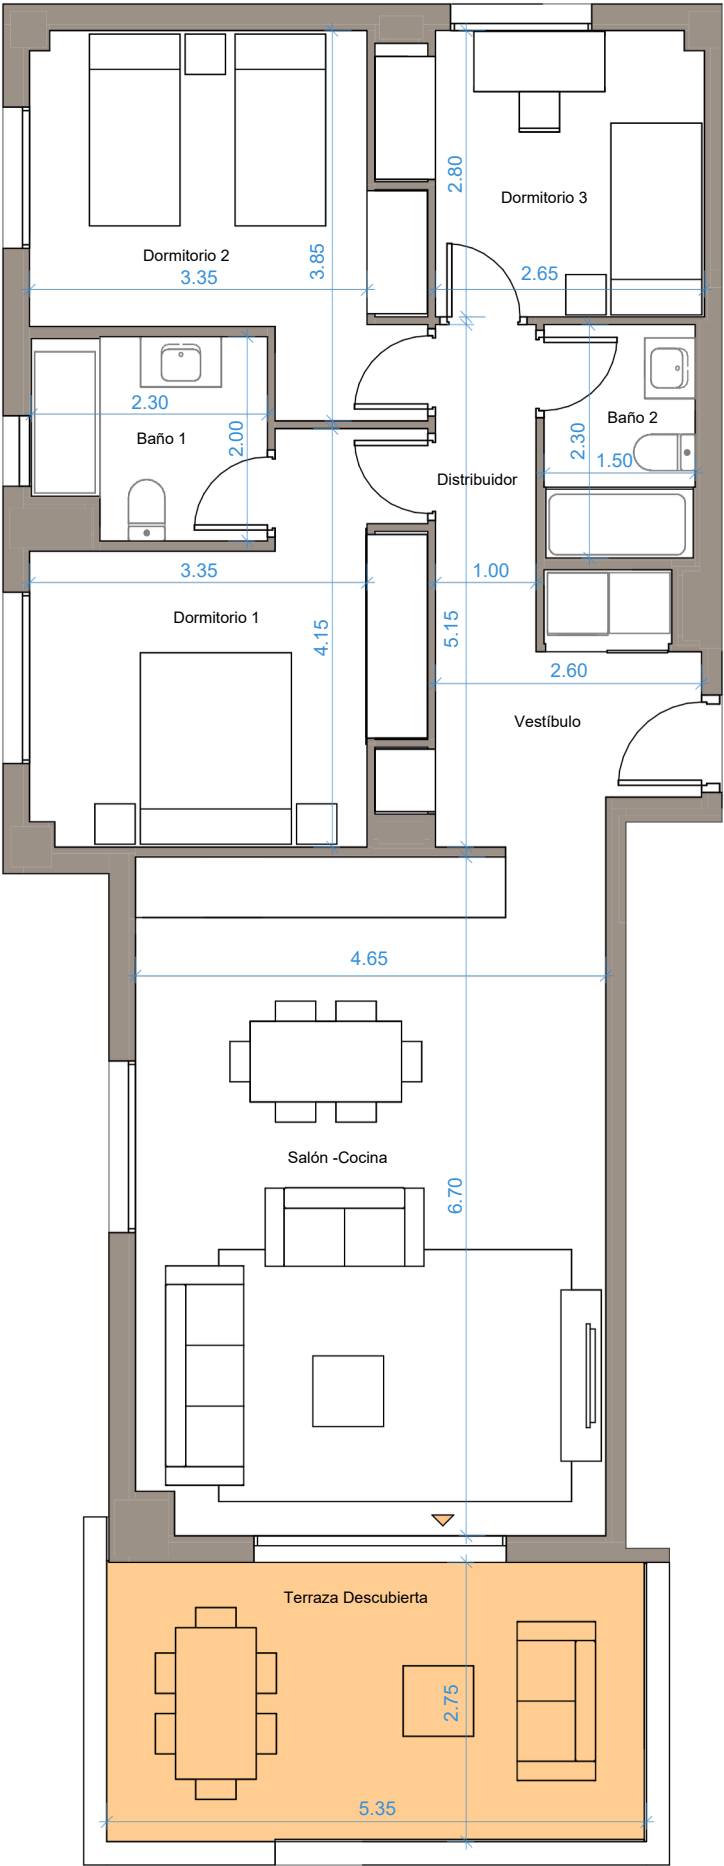 2.80
Dormitorio 3
Dormitorio 2
3.85
3.35
2.65
2.30
Baño 1
2.00
Baño 2
2.30
1.50
Distribuidor
3.35
1.00
Dormitorio 1
4.15
5.15
2.60
Vestíbulo
4.65
Salón -Cocina
6.70
Terraza Descubierta
2.75
5.35